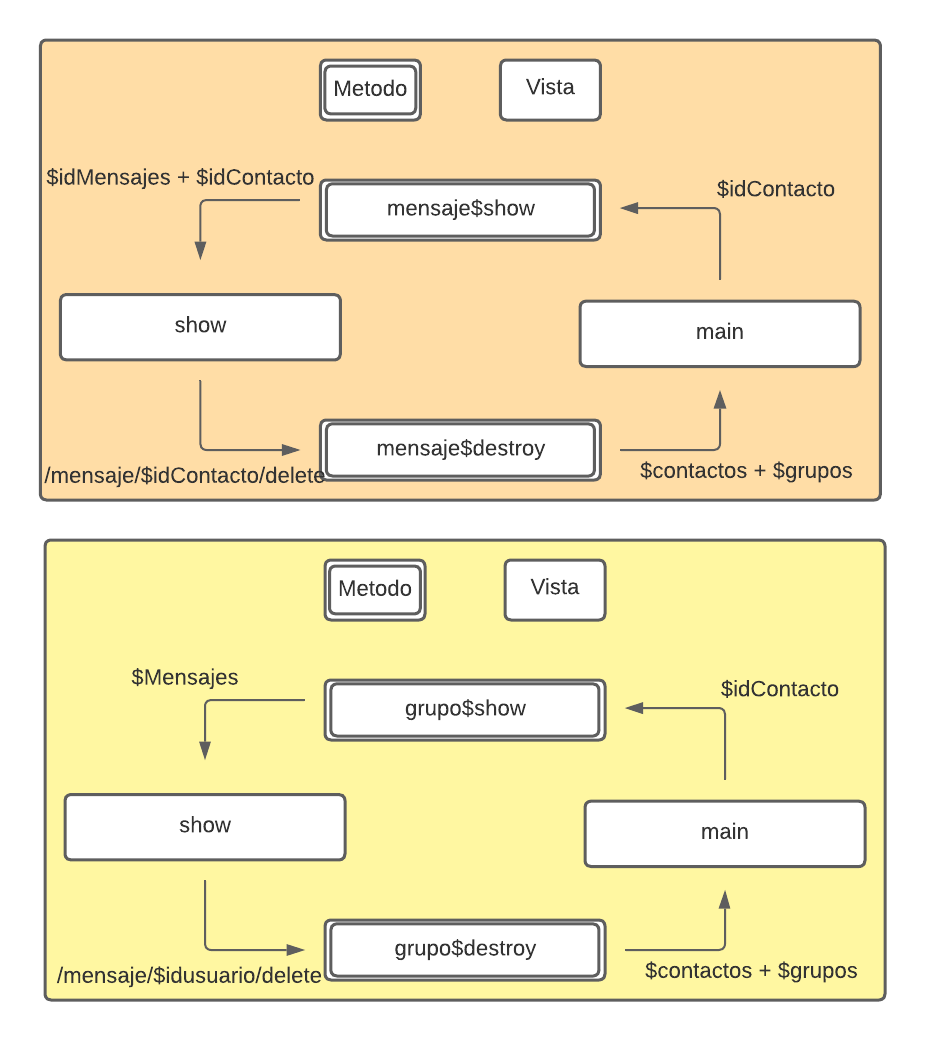 Metodo
Vista
$idMensajes + $idContacto
$idContacto
mensaje$show
show
main
mensaje$destroy
/mensaje/$idContacto/delete
$contactos + $grupos
Metodo
Vista
$Mensajes
$idContacto
grupo$show
show
main
grupo$destroy
/mensaje/$idusuario/delete
$contactos + $grupos